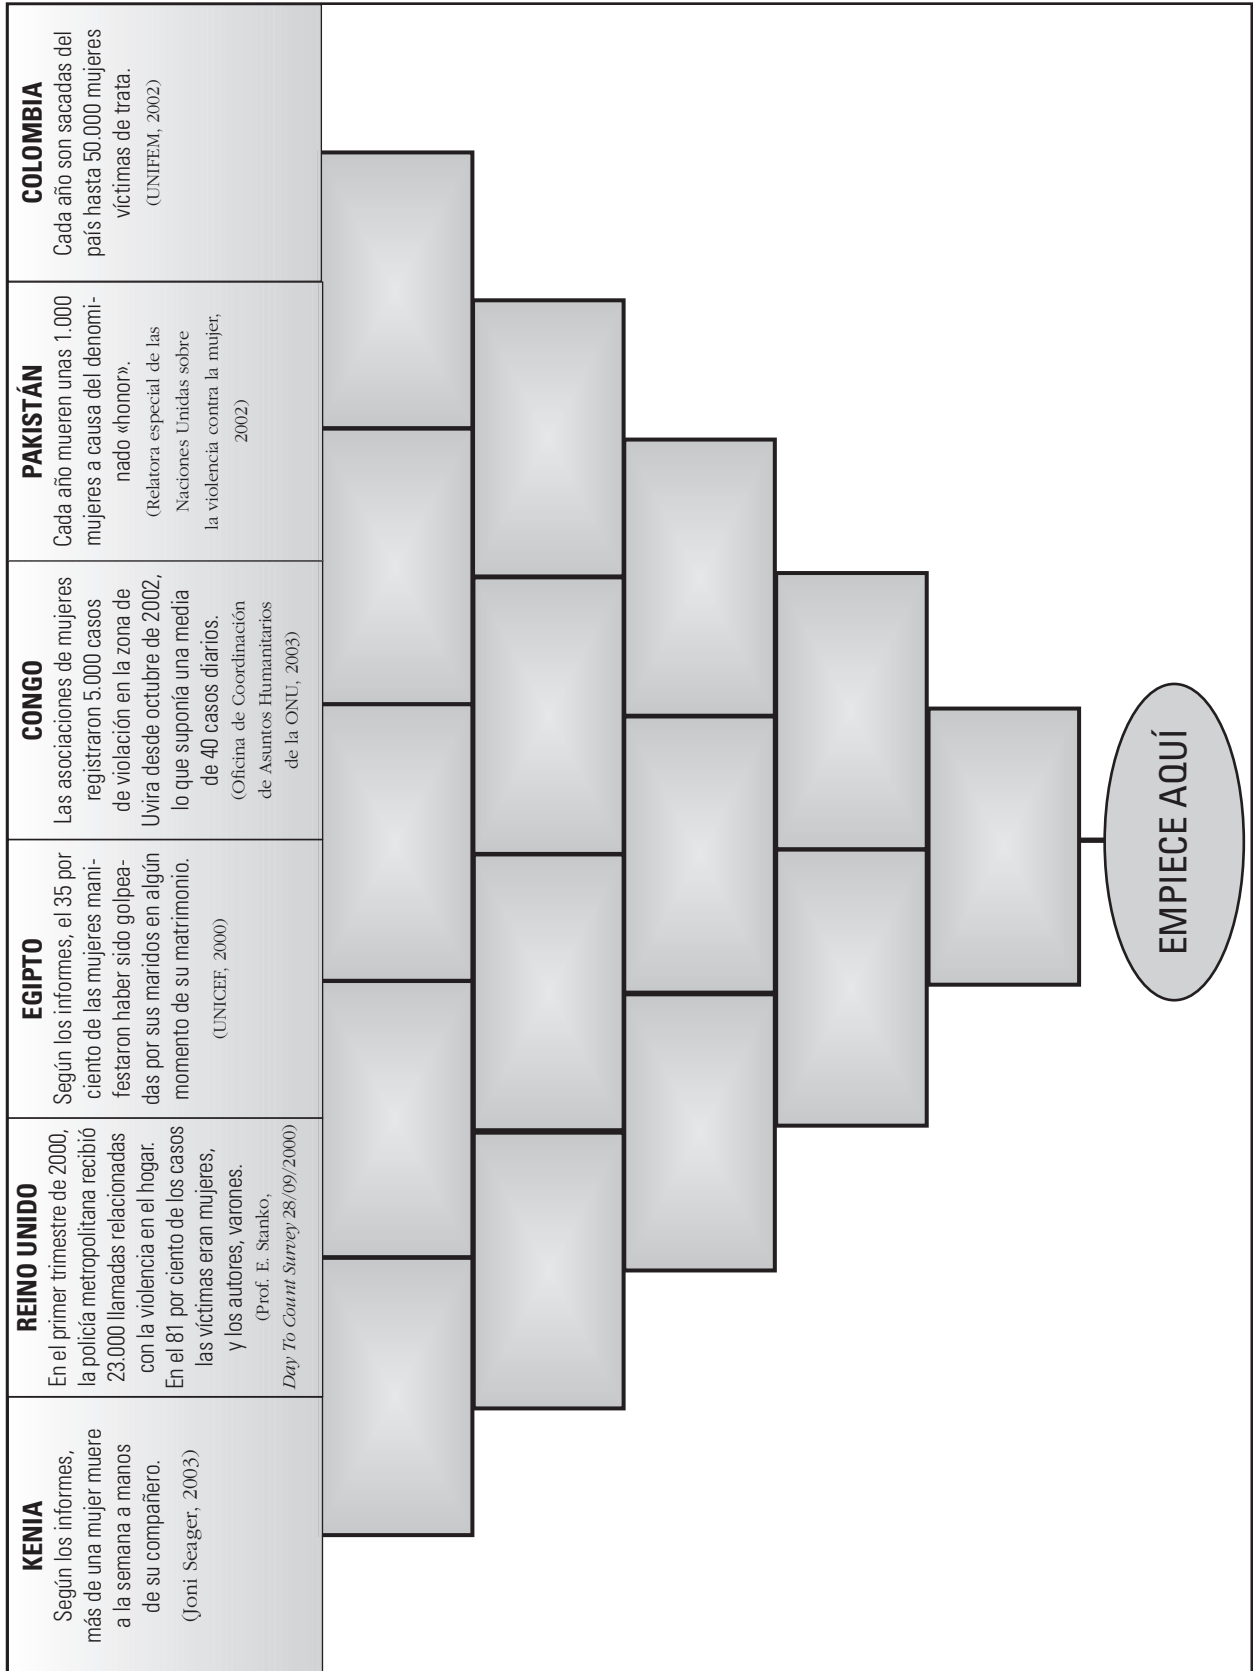 KENIA
Según los informes,
más de una mujer muere
a la semana a manos
de su compañero.
(Joni Seager, 2003)
REINO UNIDO
En el primer trimestre de 2000,
la policía metropolitana recibió
23.000 llamadas relacionadas
con la violencia en el hogar.
En el 81 por ciento de los casos
las víctimas eran mujeres,
y los autores, varones.
(Prof. E. Stanko,
Day To Count Survey 28/09/2000)
EGIPTO
Según los informes, el 35 por
ciento de las mujeres mani-
festaron haber sido golpea-
das por sus maridos en algún
momento de su matrimonio.
(UNICEF, 2000)
CONGO
Las asociaciones de mujeres
registraron 5.000 casos
de violación en la zona de
Uvira desde octubre de 2002,
lo que suponía una media
de 40 casos diarios.
(Oficina de Coordinación
de Asuntos Humanitarios
de la ONU, 2003)
PAKISTÁN
Cada año mueren unas 1.000
mujeres a causa del denomi-
nado «honor».
(Relatora especial de las
Naciones Unidas sobre
la violencia contra la mujer,
2002)
COLOMBIA
Cada año son sacadas del
país hasta 50.000 mujeres
víctimas de trata.
(UNIFEM, 2002)
EMPIECE AQUÍ